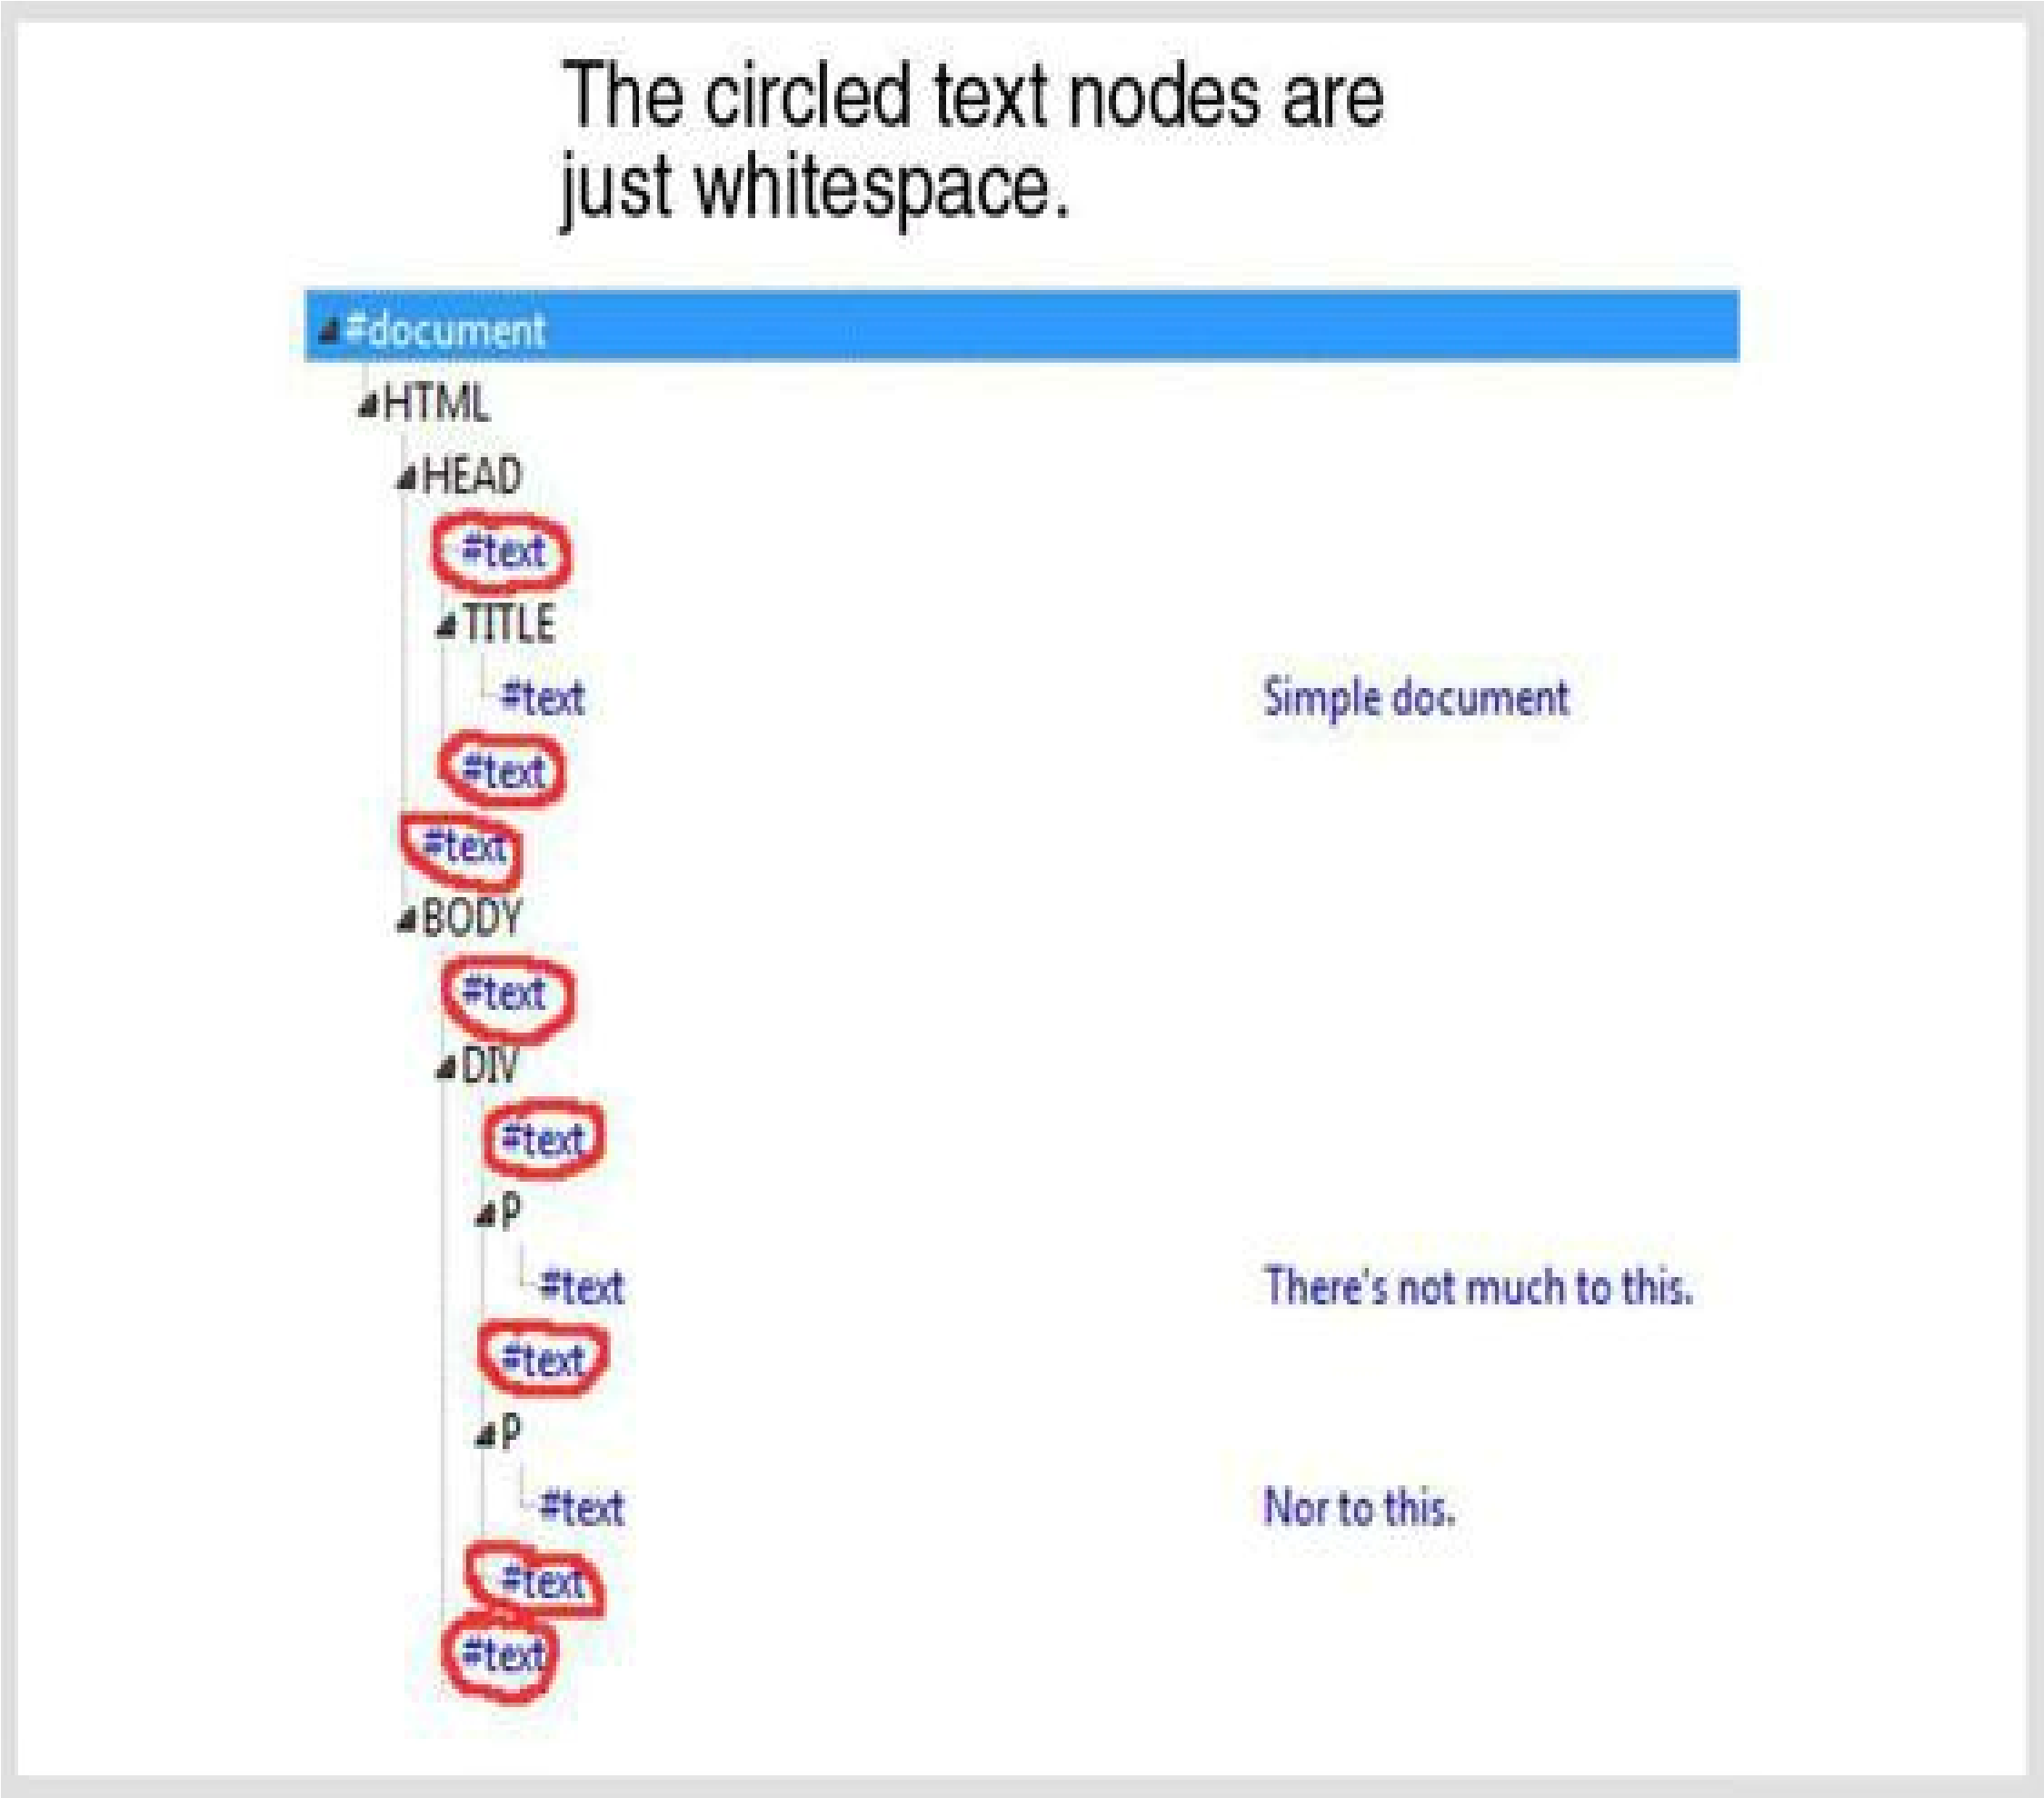 The circled text nodes are
just whitespace.
#document
HTML
HEAD
#text
TITLE
#text Simple document
#text
#text
BODY
#text
DIV
#text
P
#text There's not much to this.
#text
P
#text Nor to this.
#text
#text